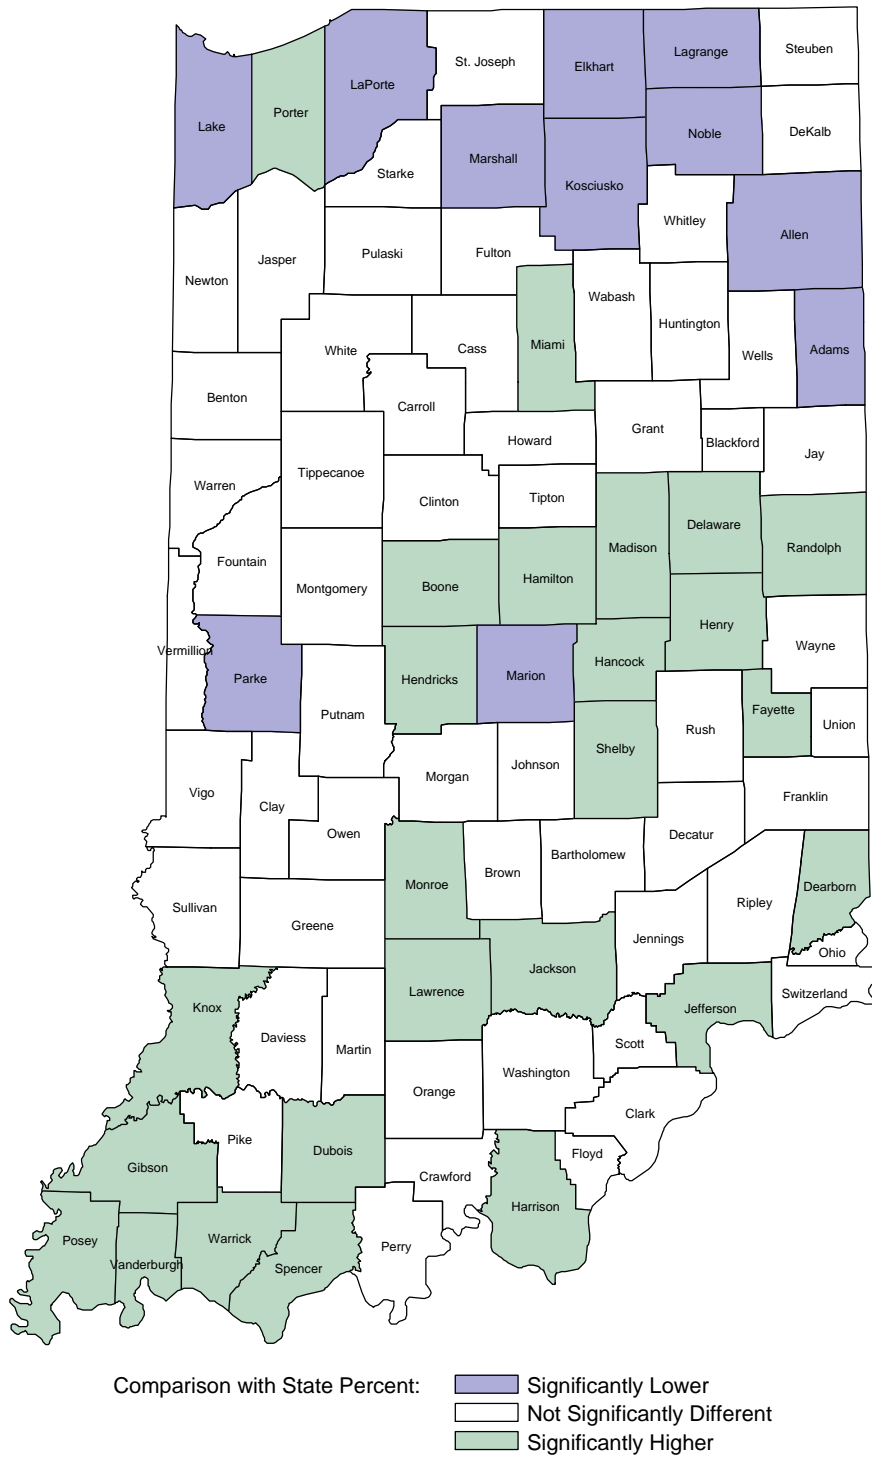 Steuben
St. Joseph
Lagrange
Elkhart
LaPorte
Porter
Lake
DeKalb
Noble
Marshall
Starke
Kosciusko
Whitley
Allen
Pulaski
Fulton
Jasper
Newton
Wabash
Huntington
Miami
Cass
White
Adams
Wells
Benton
Carroll
Grant
Howard
Blackford
Jay
Tippecanoe
Warren
Tipton
Clinton
Delaware
Madison
Randolph
Fountain
Hamilton
Boone
Montgomery
Henry
Wayne
Vermillion
Hancock
Marion
Hendricks
Parke
Fayette
Putnam
Union
Rush
Shelby
Johnson
Morgan
Vigo
Franklin
Clay
Owen
Decatur
Bartholomew
Brown
Monroe
Dearborn
Ripley
Sullivan
Greene
Jennings
Ohio
Jackson
Lawrence
Switzerland
Knox
Jefferson
Daviess
Scott
Martin
Washington
Orange
Clark
Pike
Dubois
Floyd
Gibson
Crawford
Harrison
Posey
Warrick
Perry
Vanderburgh
Spencer
Comparison with State Percent:
Significantly Lower
Not Significantly Different
Significantly Higher